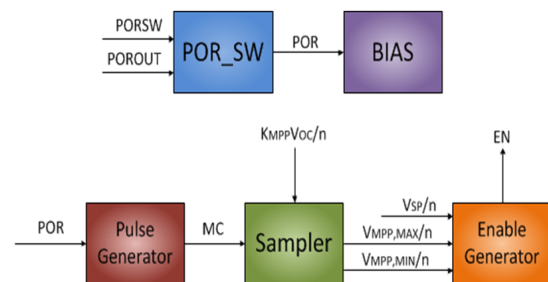 PORSW
POROUT
POR_SW
POR
BIAS
KMPPVOC/n
EN
POR
Pulse
Generator
MC
Sampler
VSP/n
VMPP,MAX/n
VMPP,MIN/n
Enable
Generator